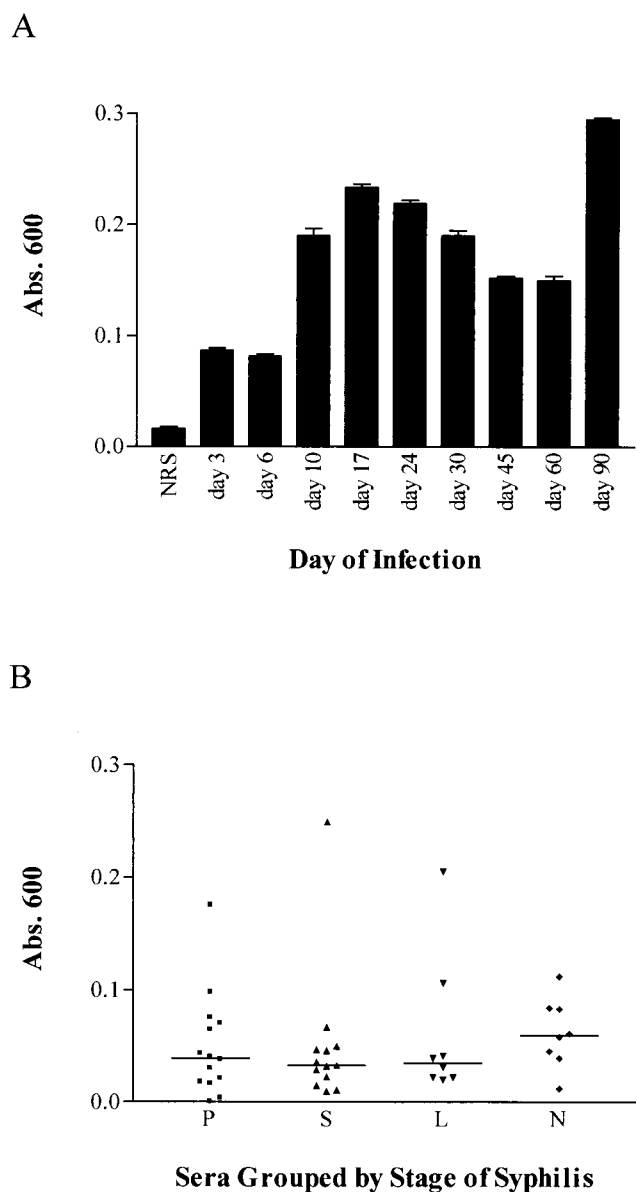 A
0.3
0.2
0.1
0.0
Abs. 600
NRS
day 3
day 6
day 10
day 17
day 24
day 30
day 45
day 60
day 90
Day of Infection
B
0.3
0.2
0.1
0.0
Abs. 600
P S L N
Sera Grouped by Stage of Syphilis